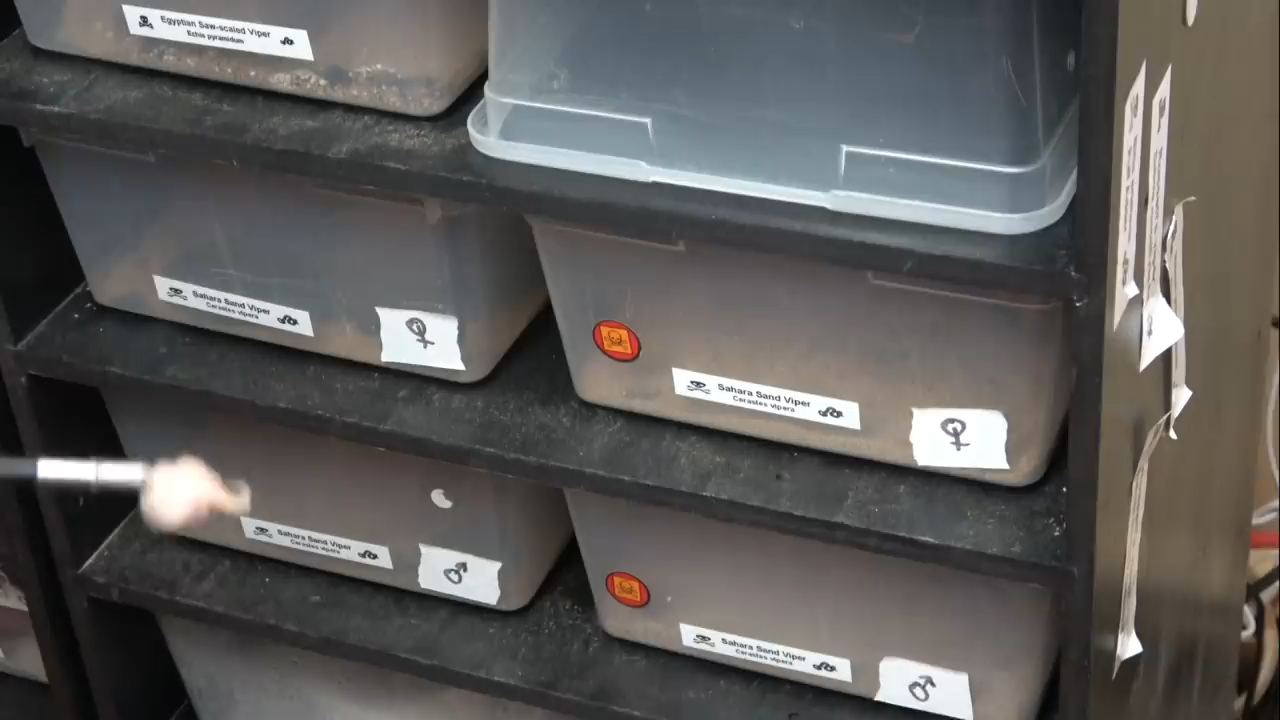 Egyptian Saw-scaled Viper
Echis pyramidum
Sahara Sand Viper
Cerastes vipera
♀
Sahara Sand Viper
Cerastes vipera
♀
Sahara Sand Viper
Cerastes vipera
♂
Sahara Sand Viper
Cerastes vipera
♂